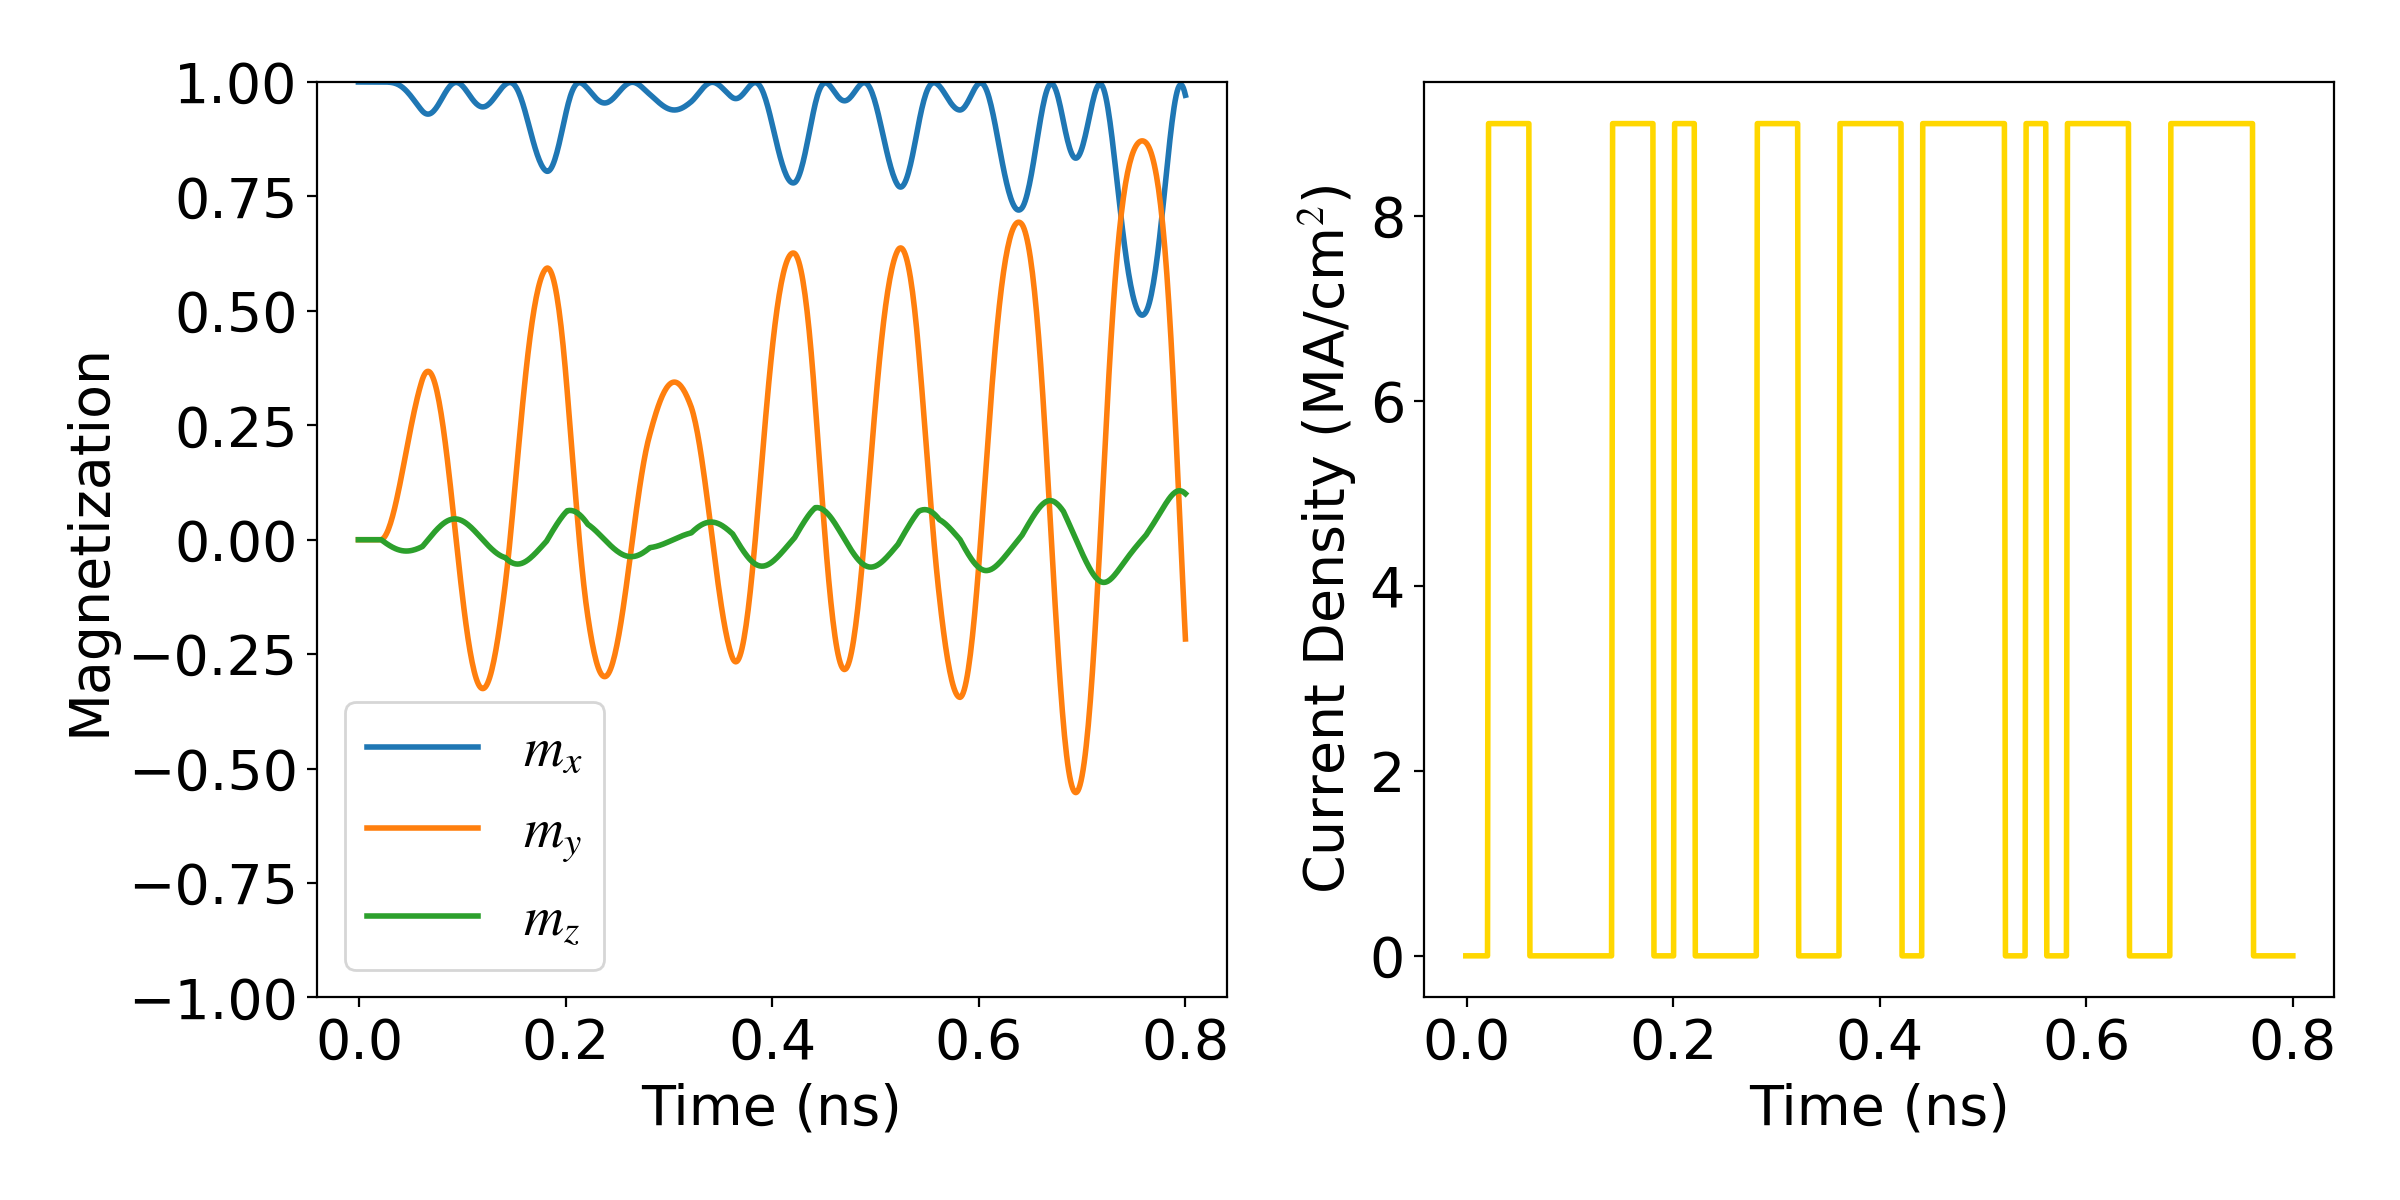 1.00
0.75
0.50
0.25
0.00
−0.25
−0.50
−0.75
−1.00
Magnetization
m_x
m_y
m_z
0.0 0.2 0.4 0.6 0.8
Time (ns)
8
6
4
2
0
Current Density (MA/cm²)
0.0 0.2 0.4 0.6 0.8
Time (ns)